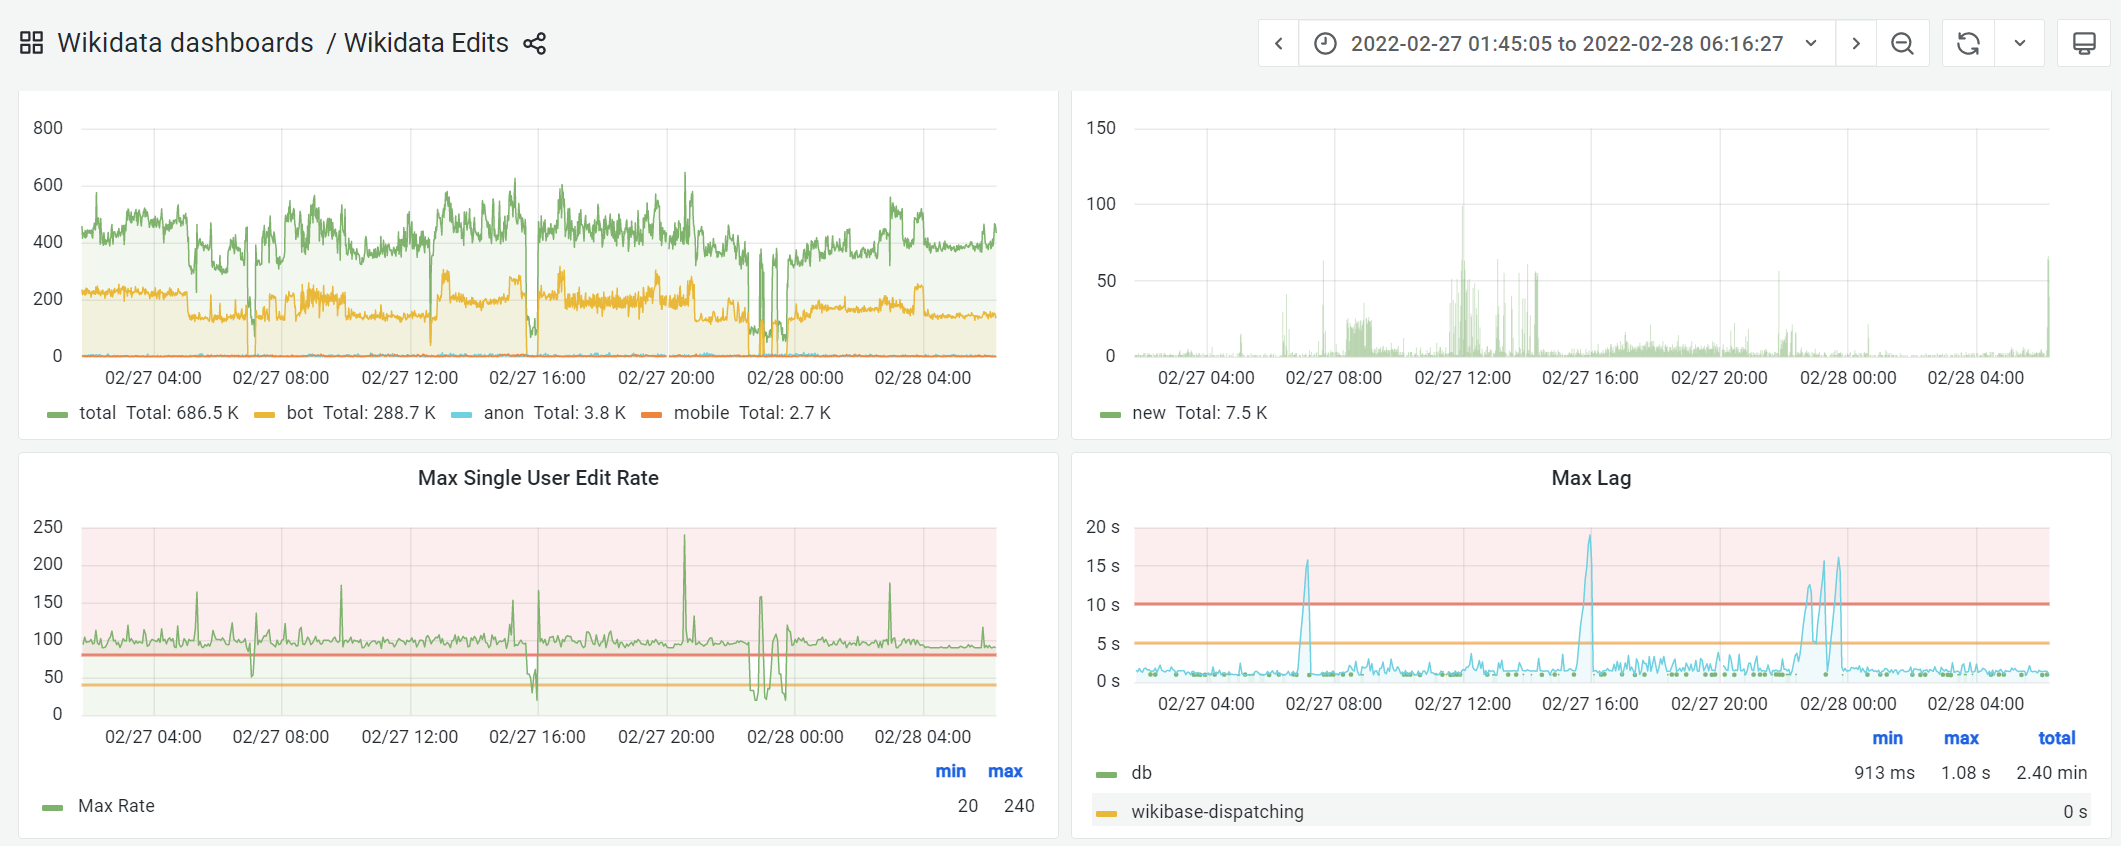 Wikidata dashboards / Wikidata Edits
2022-02-27 01:45:05 to 2022-02-28 06:16:27
800
600
400
200
0
02/27 04:00 02/27 08:00 02/27 12:00 02/27 16:00 02/27 20:00 02/28 00:00 02/28 04:00
total Total: 686.5 K bot Total: 288.7 K anon Total: 3.8 K mobile Total: 2.7 K
150
100
50
0
02/27 04:00 02/27 08:00 02/27 12:00 02/27 16:00 02/27 20:00 02/28 00:00 02/28 04:00
new Total: 7.5 K
Max Single User Edit Rate
250
200
150
100
50
0
02/27 04:00 02/27 08:00 02/27 12:00 02/27 16:00 02/27 20:00 02/28 00:00 02/28 04:00
min max
Max Rate 20 240
Max Lag
20 s
15 s
10 s
5 s
0 s
02/27 04:00 02/27 08:00 02/27 12:00 02/27 16:00 02/27 20:00 02/28 00:00 02/28 04:00
min max total
db 913 ms 1.08 s 2.40 min
wikibase-dispatching 0 s